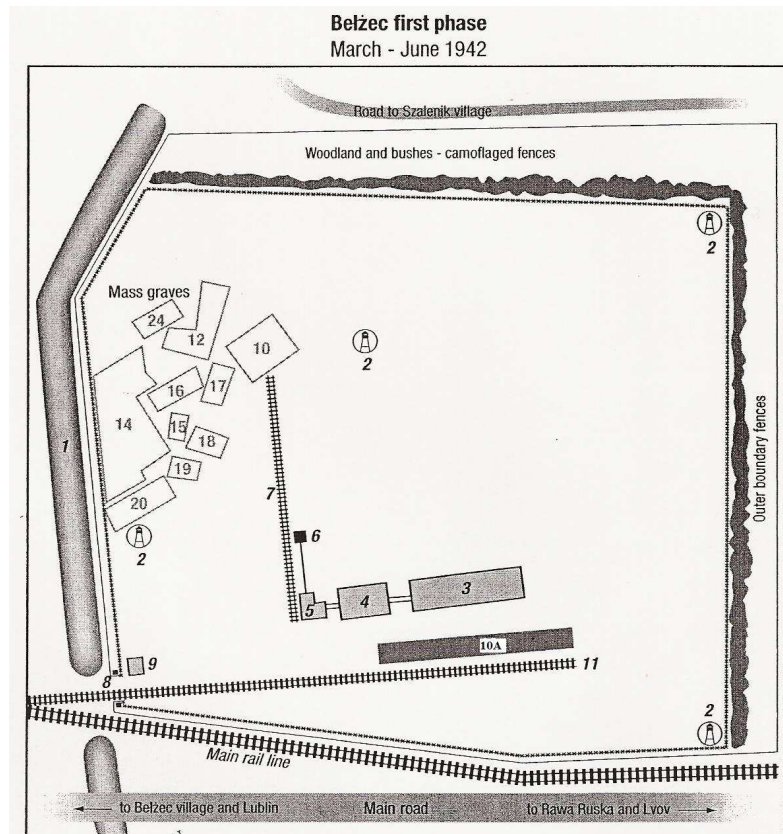 Bełżec first phase
March - June 1942
Road to Szalenik village
Woodland and bushes - camoflaged fences
2
Mass graves
24
12
10
2
16
17
14
15
18
1
19
7
20
Outer boundary fences
2
6
3
4
5
10A
9
8
11
2
Main rail line
to Bełżec village and Lublin
Main road
to Rawa Ruska and Lvov